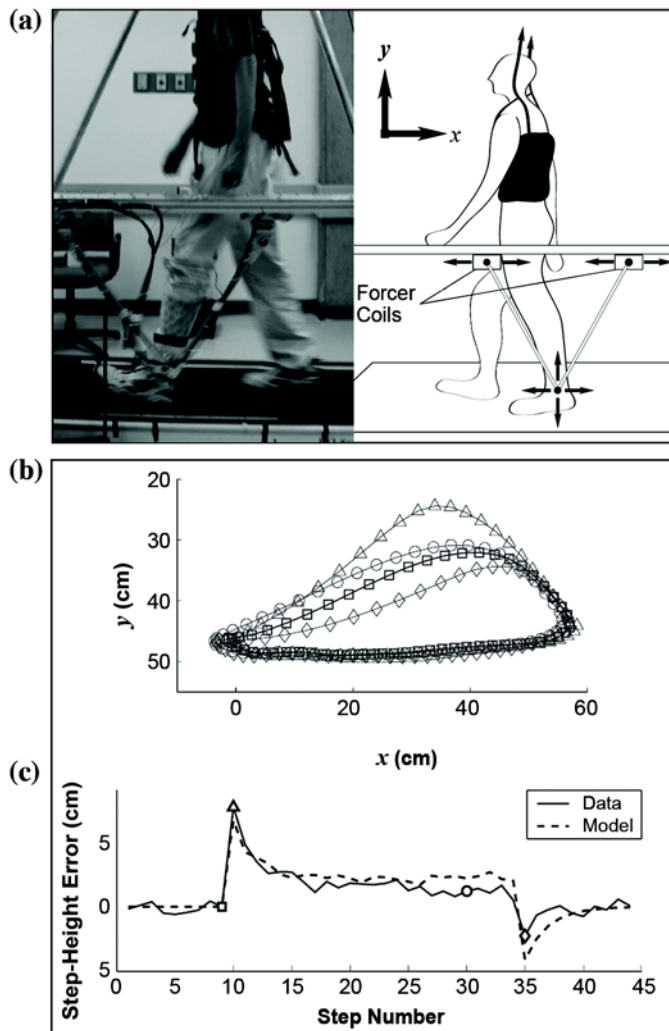 (a)
y
x
Forcer
Coils
(b)
20
30
40
50
y (cm)
0
20
40
60
x (cm)
(c)
Step-Height Error (cm)
5
0
5
Data
Model
0
5
10
15
20
25
30
35
40
45
Step Number